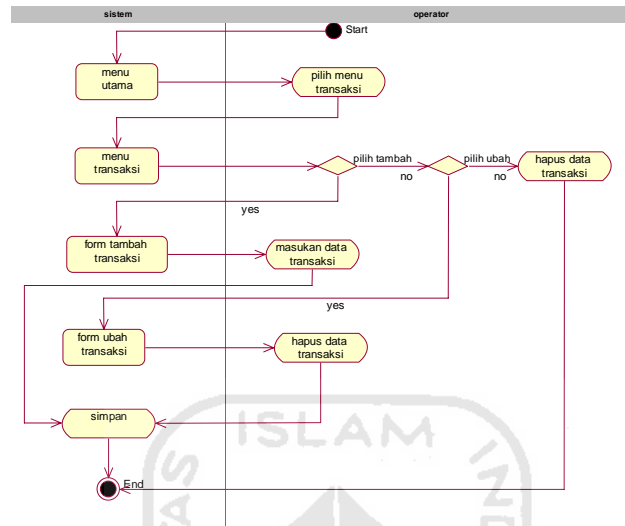 sistem
operator
Start
menu
utama
pilih menu
transaksi
menu
transaksi
pilih tambah
no
pilih ubah
no
hapus data
transaksi
yes
form tambah
transaksi
masukan data
transaksi
yes
form ubah
transaksi
hapus data
transaksi
simpan
ISLAM
End